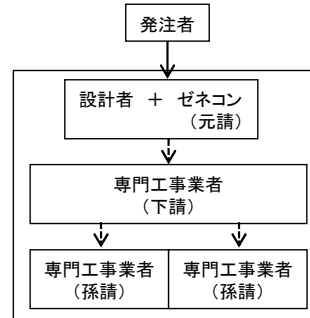 発注者
設計者 ＋ ゼネコン
（元請）
専門工事業者
（下請）
専門工事業者
（孫請）
専門工事業者
（孫請）